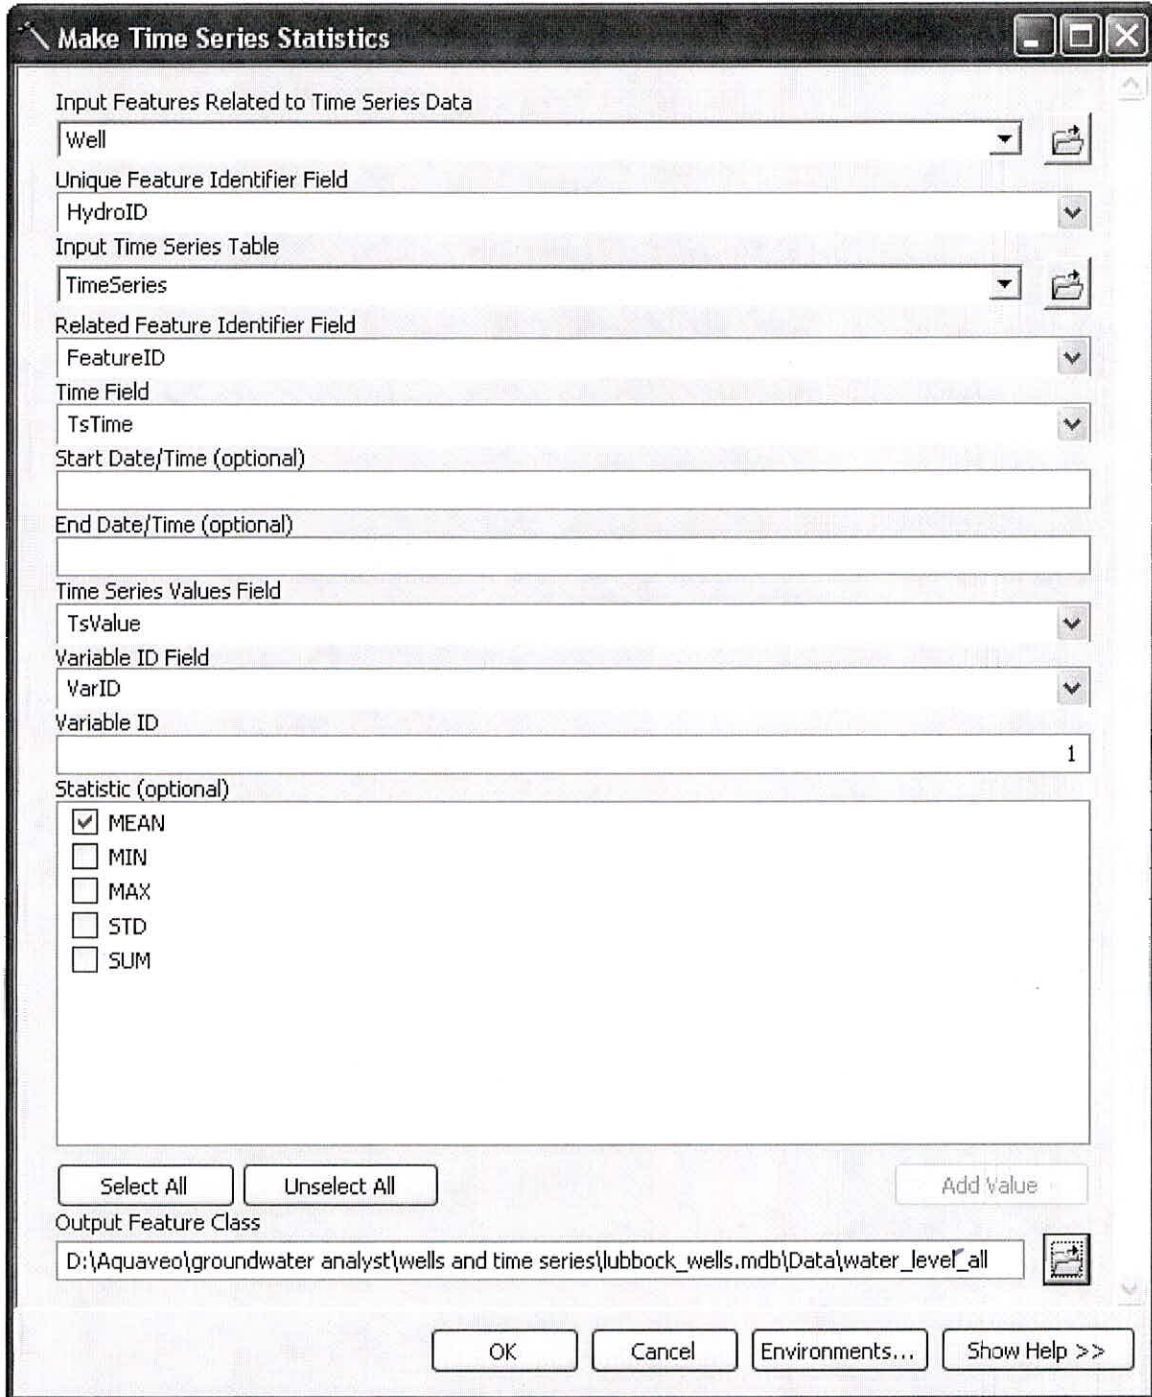 Make Time Series Statistics
Input Features Related to Time Series Data
Well
Unique Feature Identifier Field
HydroID
Input Time Series Table
TimeSeries
Related Feature Identifier Field
FeatureID
Time Field
TsTime
Start Date/Time (optional)
End Date/Time (optional)
Time Series Values Field
TsValue
Variable ID Field
VarID
Variable ID
1
Statistic (optional)
MEAN
MIN
MAX
STD
SUM
Select All Unselect All Add Value
Output Feature Class
D:\Aquaveo\groundwater analyst\wells and time series\lubbock_wells.mdb\Data\water_level_all
OK Cancel Environments... Show Help >>